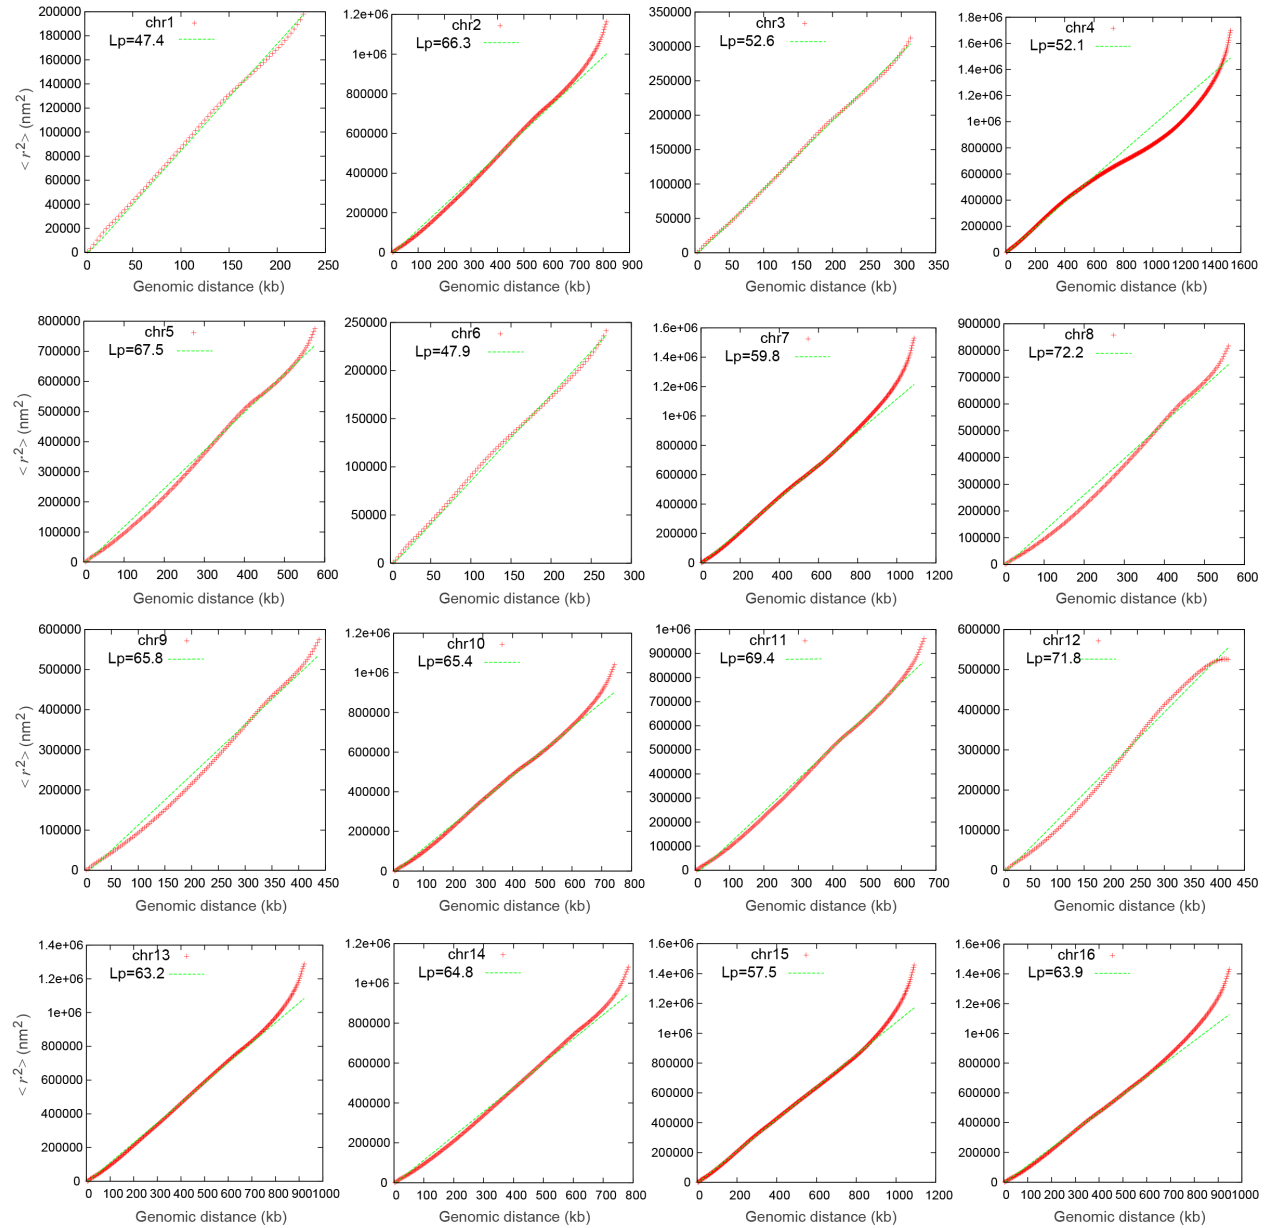 chr1
Lp=47.4
200000
180000
160000
140000
120000
100000
80000
60000
40000
20000
0
< r²> (nm²)
0 50 100 150 200 250
Genomic distance (kb)
chr2
Lp=66.3
1.2e+06
1e+06
800000
600000
400000
200000
0
0 100 200 300 400 500 600 700 800 900
Genomic distance (kb)
chr3
Lp=52.6
350000
300000
250000
200000
150000
100000
50000
0
0 50 100 150 200 250 300 350
Genomic distance (kb)
chr4
Lp=52.1
1.8e+06
1.6e+06
1.4e+06
1.2e+06
1e+06
800000
600000
400000
200000
0
0 200 400 600 800 1000 1200 1400 1600
Genomic distance (kb)
chr5
Lp=67.5
800000
700000
600000
500000
400000
300000
200000
100000
0
< r²> (nm²)
0 100 200 300 400 500 600
Genomic distance (kb)
chr6
Lp=47.9
250000
200000
150000
100000
50000
0
0 50 100 150 200 250 300
Genomic distance (kb)
chr7
Lp=59.8
1.6e+06
1.4e+06
1.2e+06
1e+06
800000
600000
400000
200000
0
0 200 400 600 800 1000 1200
Genomic distance (kb)
chr8
Lp=72.2
900000
800000
700000
600000
500000
400000
300000
200000
100000
0
0 100 200 300 400 500 600
Genomic distance (kb)
chr9
Lp=65.8
600000
500000
400000
300000
200000
100000
0
< r²> (nm²)
0 50 100 150 200 250 300 350 400 450
Genomic distance (kb)
chr10
Lp=65.4
1.2e+06
1e+06
800000
600000
400000
200000
0
0 100 200 300 400 500 600 700 800
Genomic distance (kb)
chr11
Lp=69.4
1e+06
900000
800000
700000
600000
500000
400000
300000
200000
100000
0
0 100 200 300 400 500 600 700
Genomic distance (kb)
chr12
Lp=71.8
600000
500000
400000
300000
200000
100000
0
0 50 100 150 200 250 300 350 400 450
Genomic distance (kb)
chr13
Lp=63.2
1.4e+06
1.2e+06
1e+06
800000
600000
400000
200000
0
< r²> (nm²)
0 100 200 300 400 500 600 700 800 900 1000
Genomic distance (kb)
chr14
Lp=64.8
1.2e+06
1e+06
800000
600000
400000
200000
0
0 100 200 300 400 500 600 700 800
Genomic distance (kb)
chr15
Lp=57.5
1.6e+06
1.4e+06
1.2e+06
1e+06
800000
600000
400000
200000
0
0 200 400 600 800 1000 1200
Genomic distance (kb)
chr16
Lp=63.9
1.6e+06
1.4e+06
1.2e+06
1e+06
800000
600000
400000
200000
0
0 100 200 300 400 500 600 700 800 900 1000
Genomic distance (kb)